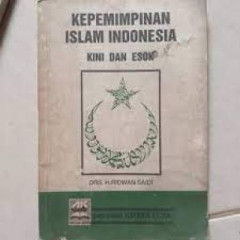 KEPEMIMPINAN
ISLAM INDONESIA
KINI DAN ESOK
DRS. H. RIDWAN SAIDI